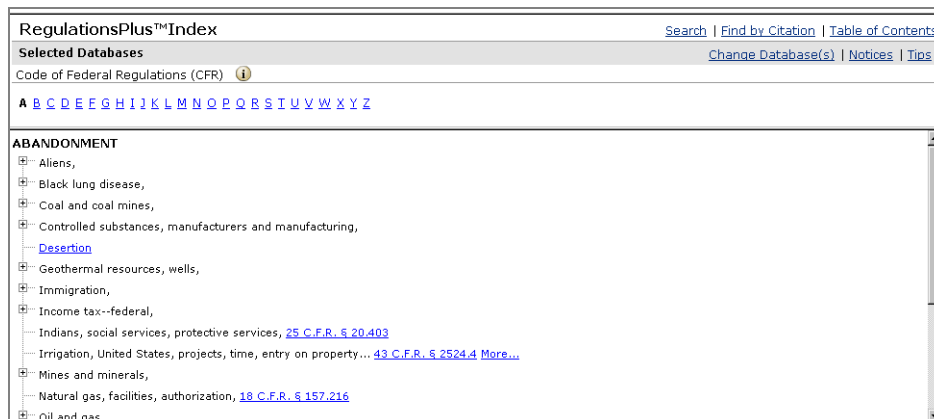 RegulationsPlus™Index Search | Find by Citation | Table of Contents
Selected Databases Change Database(s) | Notices | Tips
Code of Federal Regulations (CFR) i
A B C D E F G H I J K L M N O P Q R S T U V W X Y Z
ABANDONMENT
Aliens,
Black lung disease,
Coal and coal mines,
Controlled substances, manufacturers and manufacturing,
Desertion
Geothermal resources, wells,
Immigration,
Income tax--federal,
Indians, social services, protective services, 25 C.F.R. § 20.403
Irrigation, United States, projects, time, entry on property... 43 C.F.R. § 2524.4 More...
Mines and minerals,
Natural gas, facilities, authorization, 18 C.F.R. § 157.216
Oil and gas